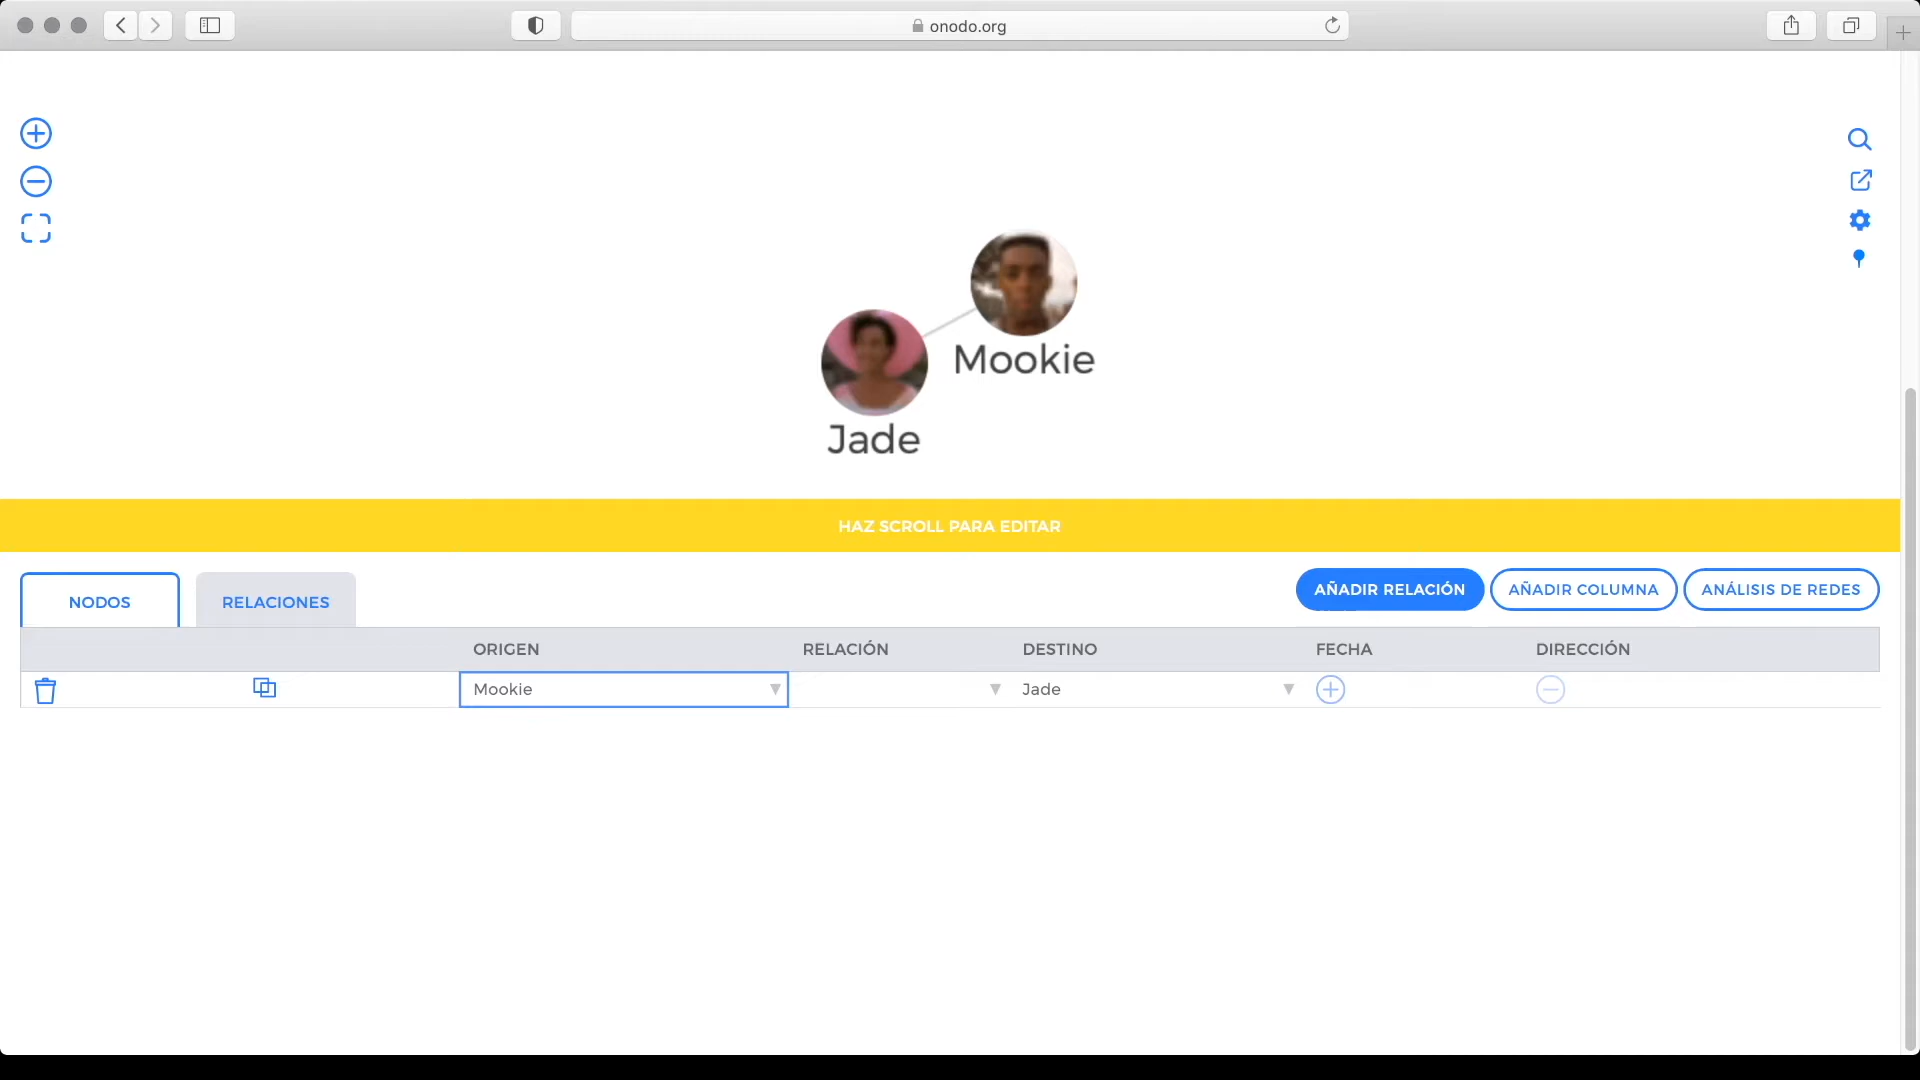 onodo.org
Mookie
Jade
HAZ SCROLL PARA EDITAR
NODOS
RELACIONES
AÑADIR RELACIÓN
AÑADIR COLUMNA
ANÁLISIS DE REDES
ORIGEN
RELACIÓN
DESTINO
FECHA
DIRECCIÓN
Mookie
Jade